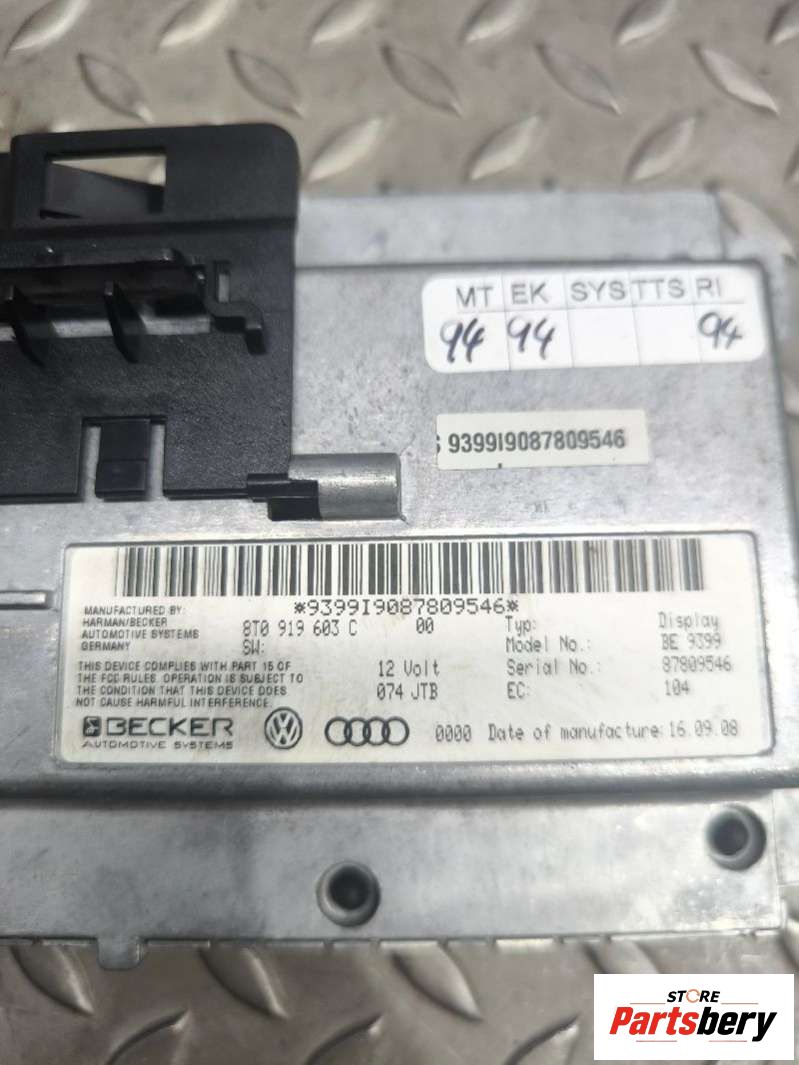 MT EK SYS TTS RI
94 94 94
9399I9087809546
*9399I9087809546*
MANUFACTURED BY:
HARMAN/BECKER
AUTOMOTIVE SYSTEMS
GERMANY
8T0 919 603 C 00
SW:
Typ: Display
Model No.: BE 9399
THIS DEVICE COMPLIES WITH PART 15 OF
THE FCC RULES. OPERATION IS SUBJECT TO
THE CONDITION THAT THIS DEVICE DOES
NOT CAUSE HARMFUL INTERFERENCE
12 Volt
074 JTB
Serial No.: 87809546
EC: 104
BECKER
AUTOMOTIVE SYSTEMS
0000 Date of manufacture: 16.09.08
STORE
Partsbery